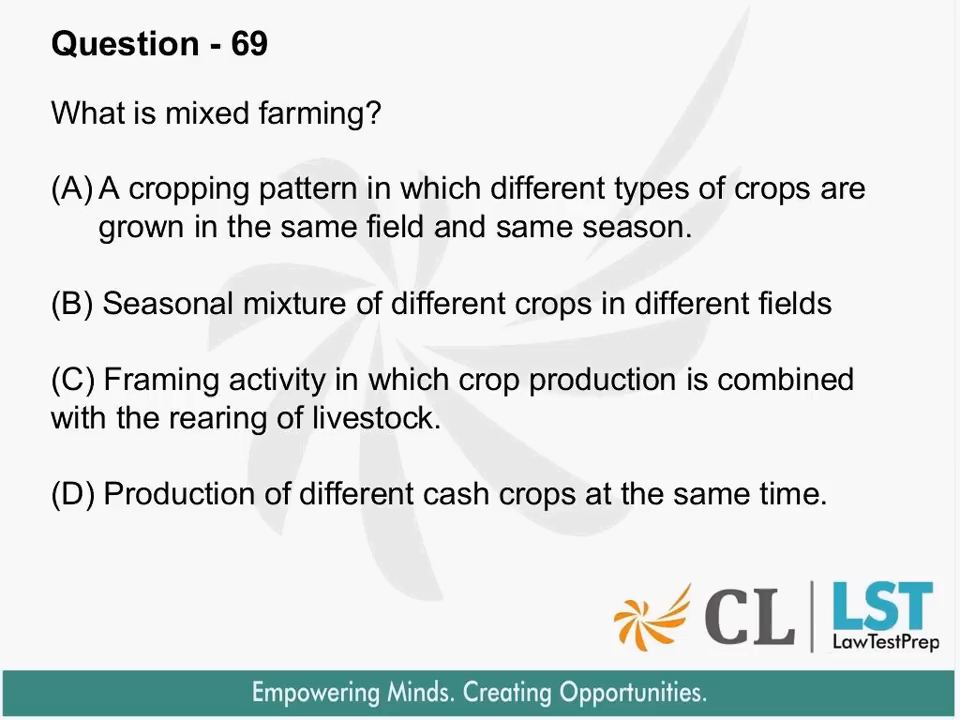 Question - 69
What is mixed farming?
(A) A cropping pattern in which different types of crops are
grown in the same field and same season.
(B) Seasonal mixture of different crops in different fields
(C) Framing activity in which crop production is combined
with the rearing of livestock.
(D) Production of different cash crops at the same time.
CL | LST
LawTestPrep
Empowering Minds. Creating Opportunities.